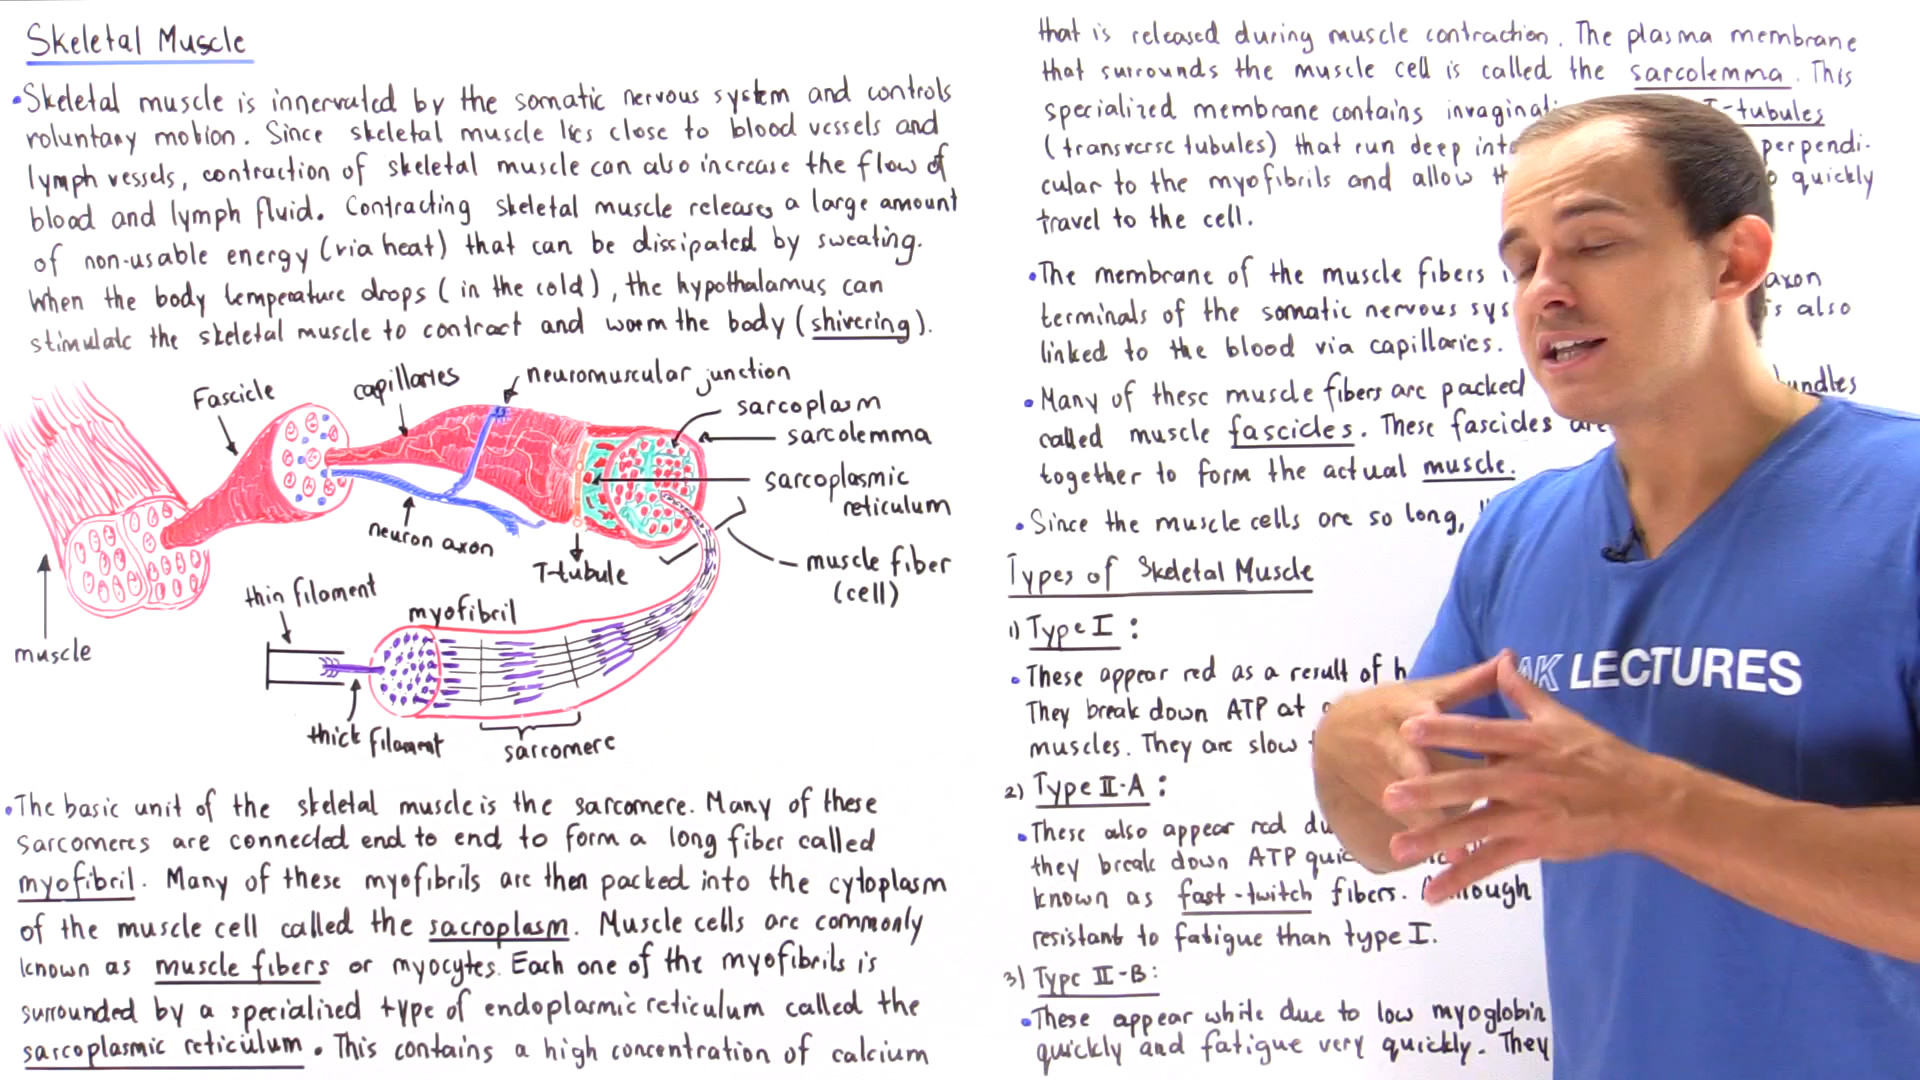 Skeletal Muscle
•Skeletal muscle is innervated by the somatic nervous system and controls
voluntary motion. Since skeletal muscle lies close to blood vessels and
lymph vessels, contraction of skeletal muscle can also increase the flow of
blood and lymph fluid. Contracting skeletal muscle releases a large amount
of non-usable energy (via heat) that can be dissipated by sweating.
When the body temperature drops (in the cold), the hypothalamus can
stimulate the skeletal muscle to contract and warm the body (shivering).
Fascicle
capillaries
neuromuscular junction
sarcoplasm
sarcolemma
sarcoplasmic
reticulum
muscle fiber
(cell)
neuron axon
T-tubule
thin filament
myofibril
muscle
thick filament
sarcomere
•The basic unit of the skeletal muscle is the sarcomere. Many of these
sarcomeres are connected end to end to form a long fiber called
myofibril. Many of these myofibrils are then packed into the cytoplasm
of the muscle cell called the sacroplasm. Muscle cells are commonly
known as muscle fibers or myocytes. Each one of the myofibrils is
surrounded by a specialized type of endoplasmic reticulum called the
sarcoplasmic reticulum. This contains a high concentration of calcium
that is released during muscle contraction. The plasma membrane
that surrounds the muscle cell is called the sarcolemma. This
specialized membrane contains T-tubules
(transverse tubules) that run deep perpendi-
cular to the myofibrils and allow quickly
travel to the cell.
•The membrane of the muscle fibers axon
terminals of the somatic nervous also
linked to the blood via capillaries.
•Many of these muscle fibers are packed bundles
called muscle fascicles. These fascicles are
together to form the actual muscle.
•Since the muscle cells are so long,
Types of Skeletal Muscle
1) Type I:
•These appear red as a result of
They break down ATP at
muscles. They are slow
2) Type II-A:
•These also appear red
they break down ATP
known as fast-twitch fibers.
resistant to fatigue than type I.
3) Type II-B:
•These appear white due to low myoglobin
quickly and fatigue very quickly. They
AK LECTURES